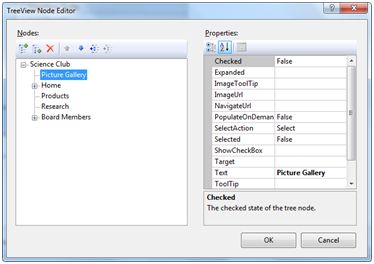 TreeView Node Editor
Nodes:
Science Club
Picture Gallery
Home
Products
Research
Board Members
Properties:
Checked False
Expanded
ImageToolTip
ImageUrl
NavigateUrl
PopulateOnDeman False
SelectAction Select
Selected False
ShowCheckBox
Target
Text Picture Gallery
ToolTip
Checked
The checked state of the tree node.
OK Cancel